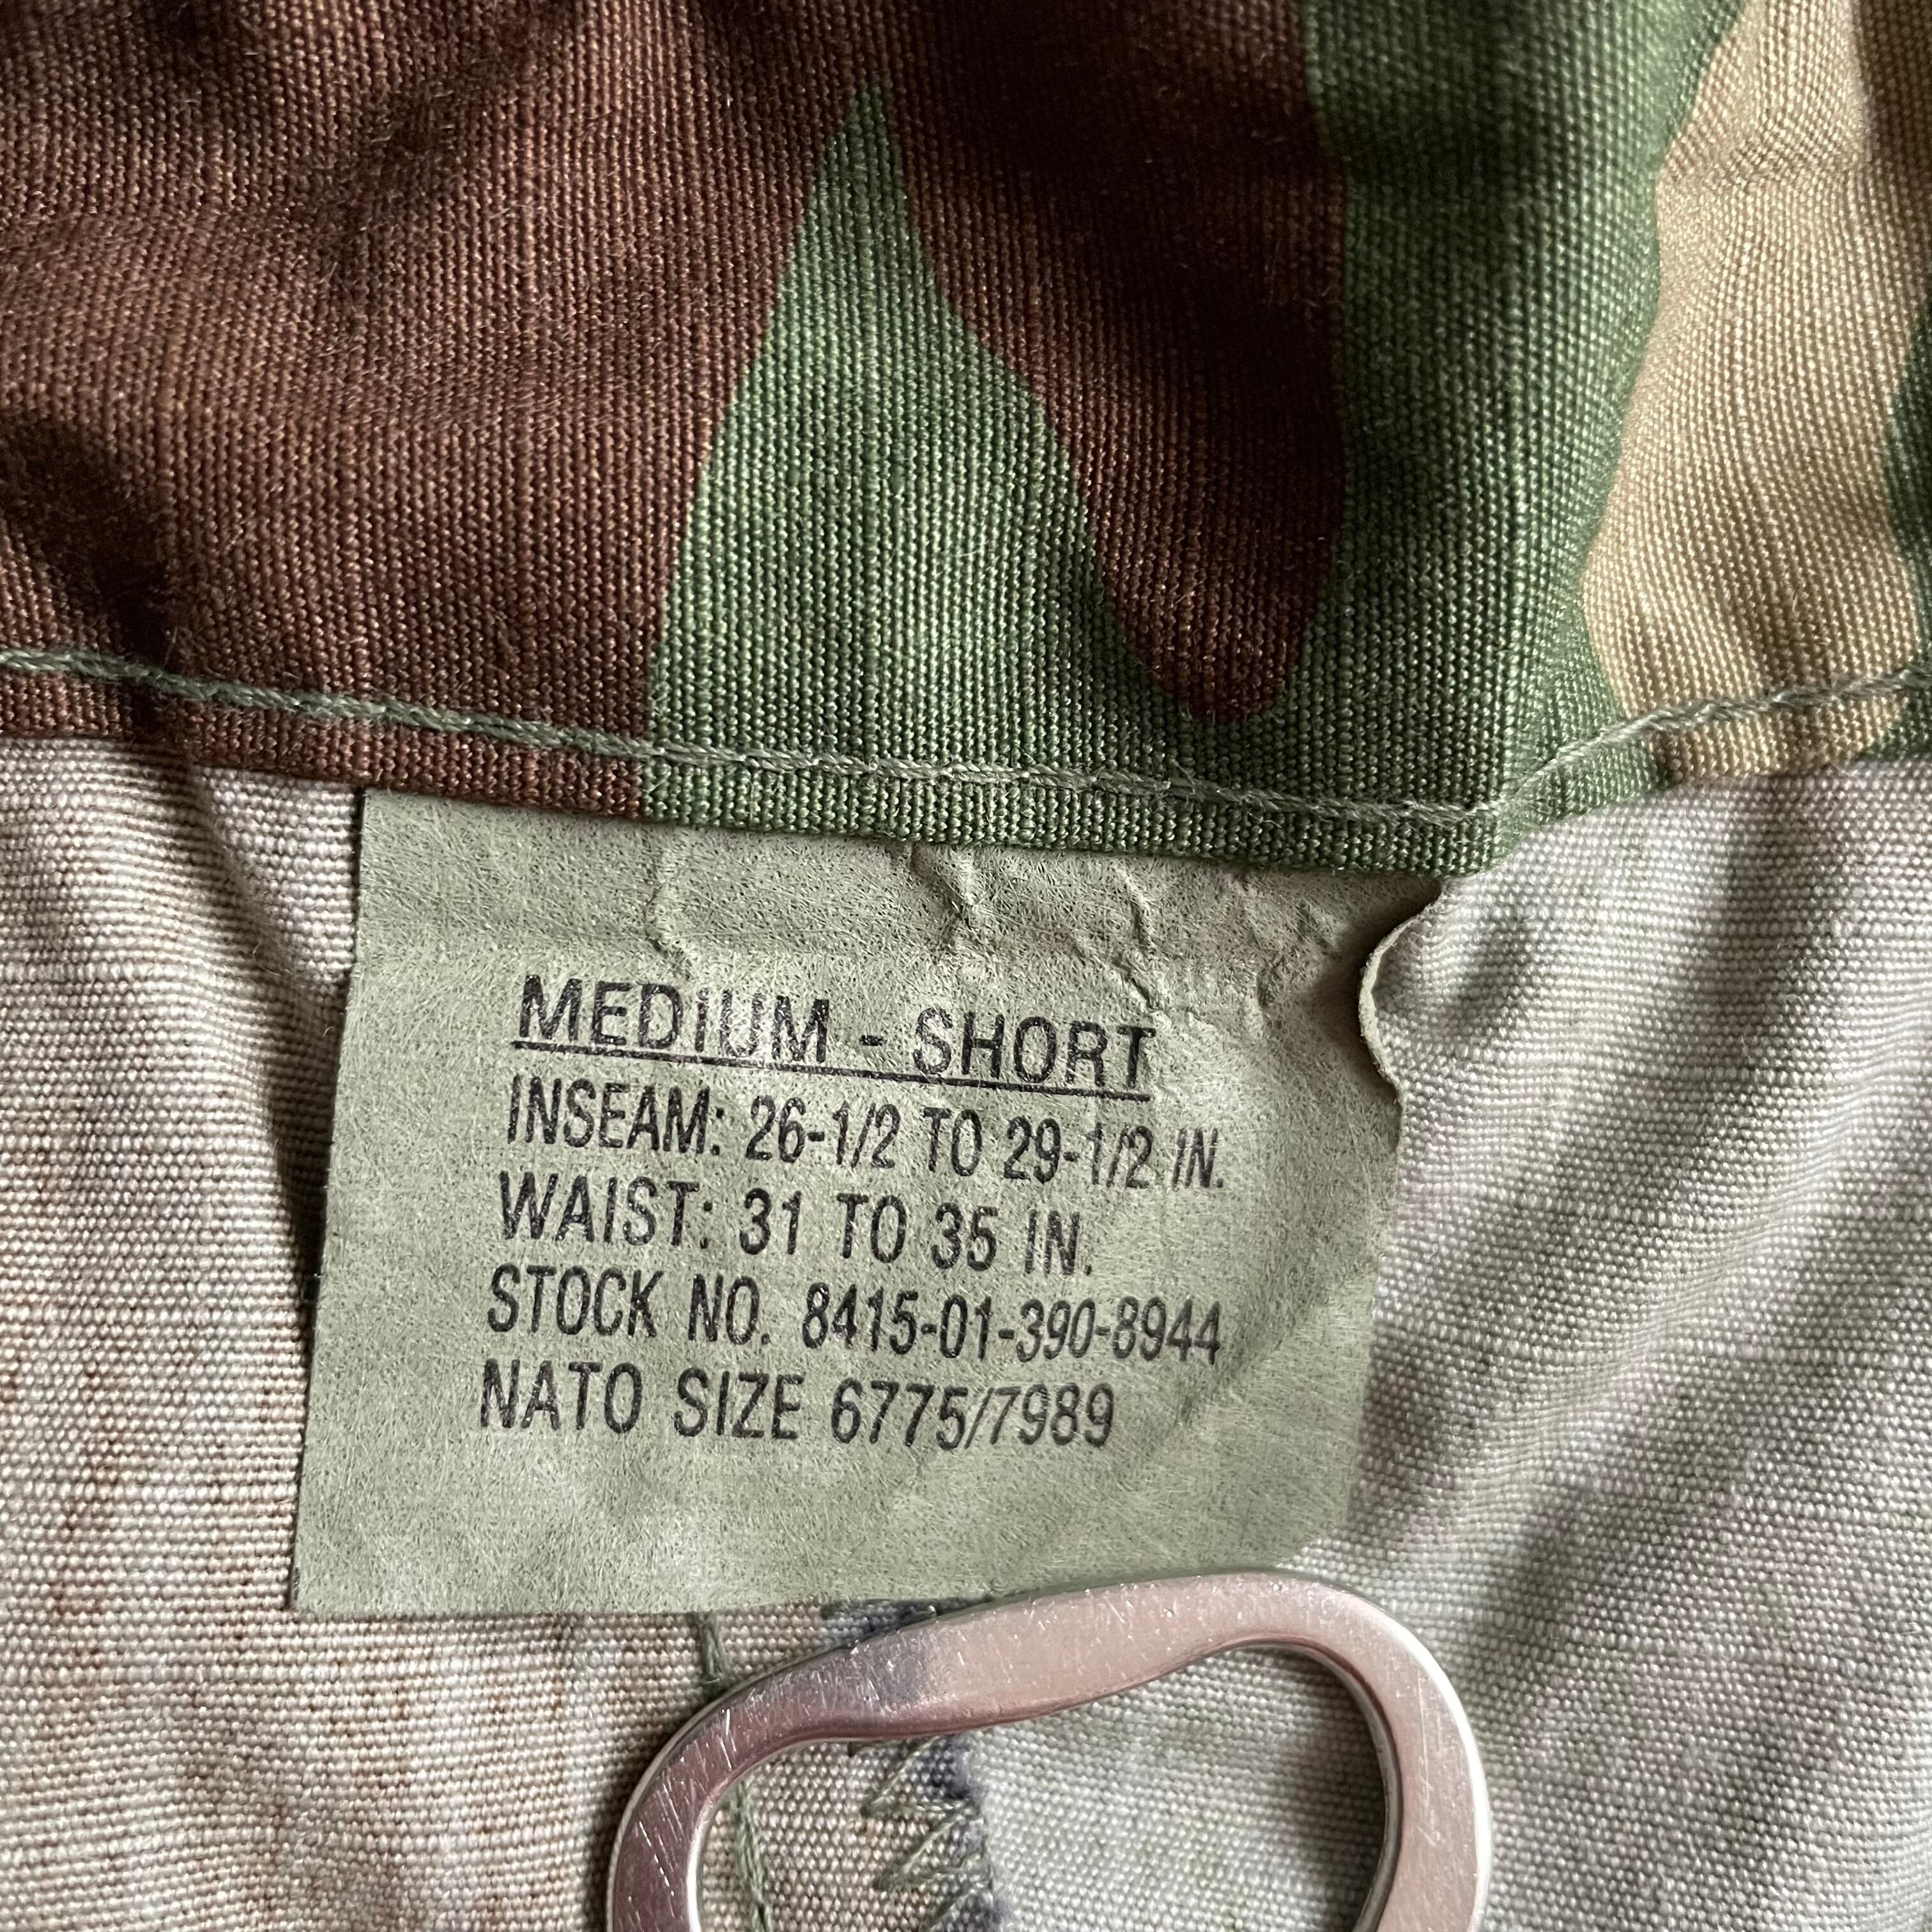 MEDIUM - SHORT
INSEAM: 26-1/2 TO 29-1/2 IN.
WAIST: 31 TO 35 IN.
STOCK NO. 8415-01-390-8944
NATO SIZE 6775/7989